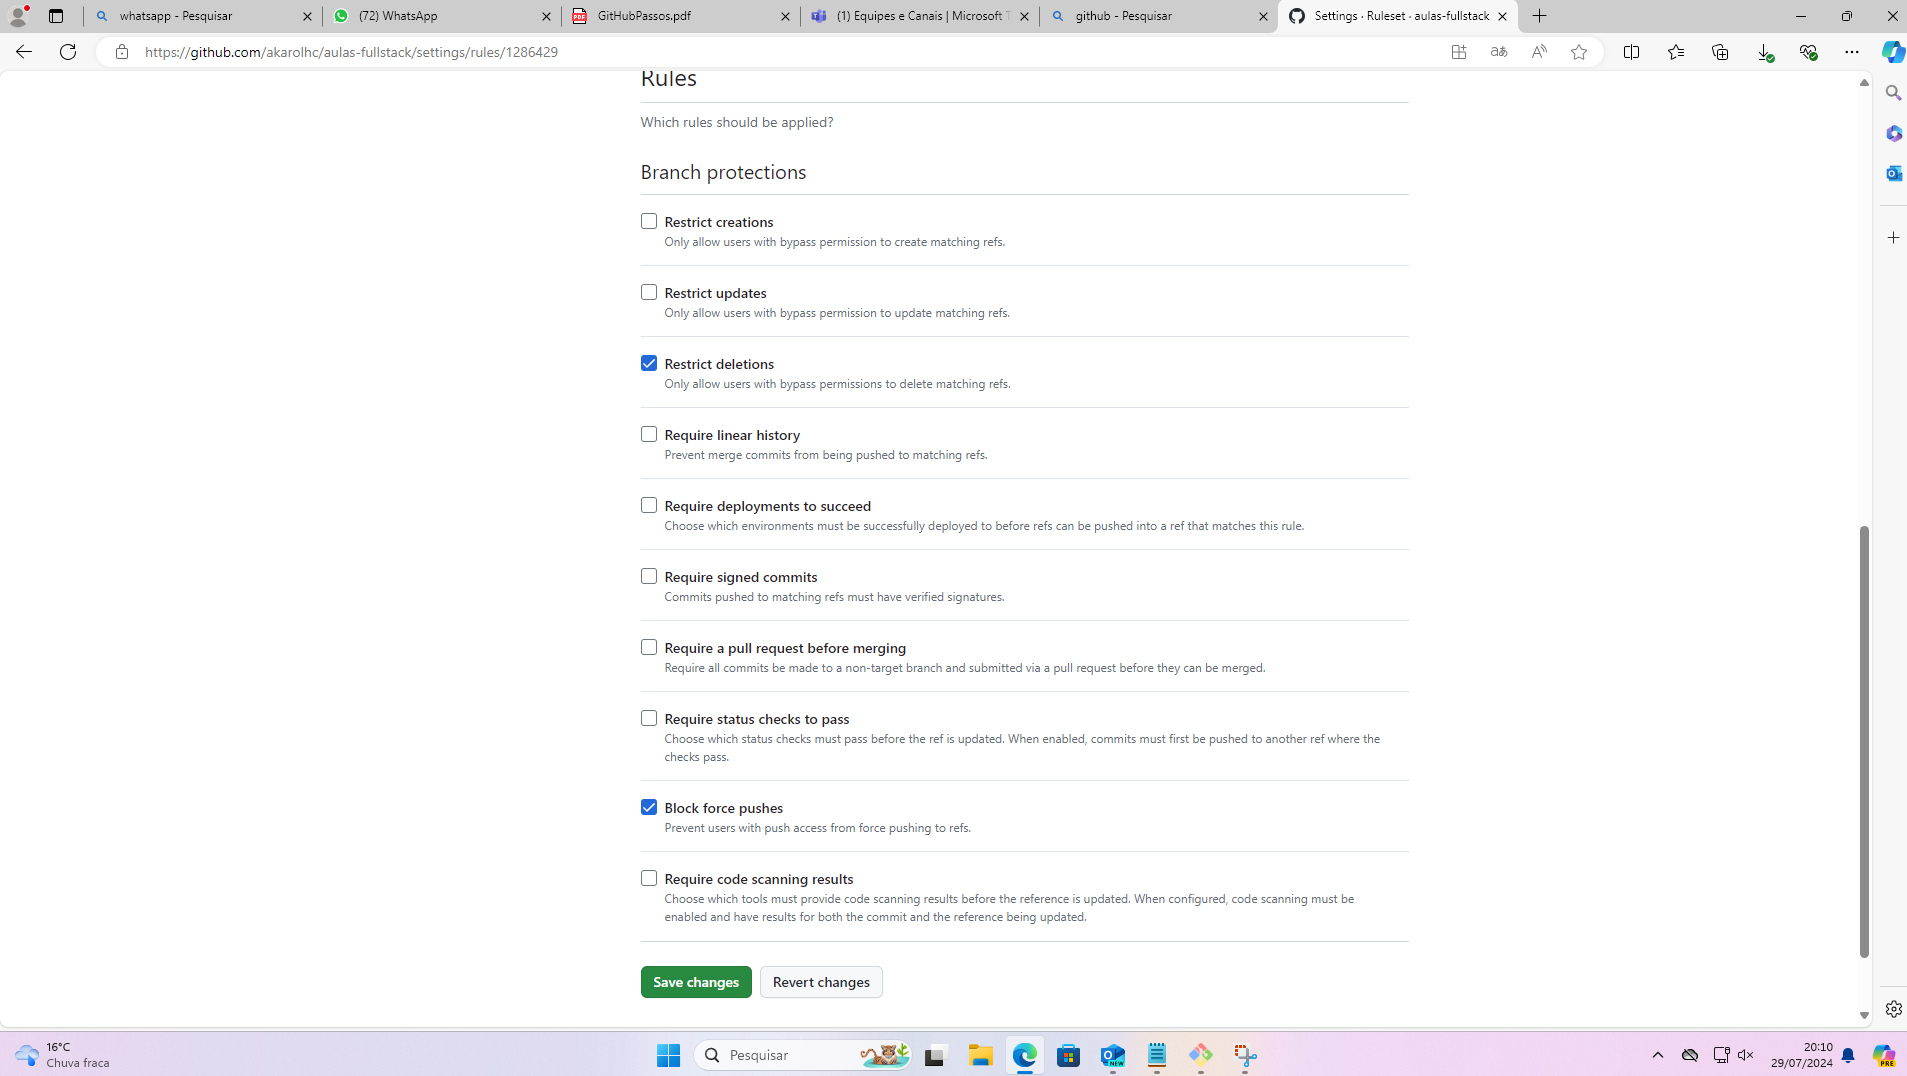 whatsapp - Pesquisar
(72) WhatsApp
GitHubPassos.pdf
(1) Equipes e Canais | Microsoft T
github - Pesquisar
Settings · Ruleset · aulas-fullstack
https://github.com/akarolhc/aulas-fullstack/settings/rules/1286429
Rules
Which rules should be applied?
Branch protections
Restrict creations
Only allow users with bypass permission to create matching refs.
Restrict updates
Only allow users with bypass permission to update matching refs.
Restrict deletions
Only allow users with bypass permissions to delete matching refs.
Require linear history
Prevent merge commits from being pushed to matching refs.
Require deployments to succeed
Choose which environments must be successfully deployed to before refs can be pushed into a ref that matches this rule.
Require signed commits
Commits pushed to matching refs must have verified signatures.
Require a pull request before merging
Require all commits be made to a non-target branch and submitted via a pull request before they can be merged.
Require status checks to pass
Choose which status checks must pass before the ref is updated. When enabled, commits must first be pushed to another ref where the
checks pass.
Block force pushes
Prevent users with push access from force pushing to refs.
Require code scanning results
Choose which tools must provide code scanning results before the reference is updated. When configured, code scanning must be
enabled and have results for both the commit and the reference being updated.
Save changes
Revert changes
16°C
Chuva fraca
Pesquisar
NEW
20:10
29/07/2024
PRE